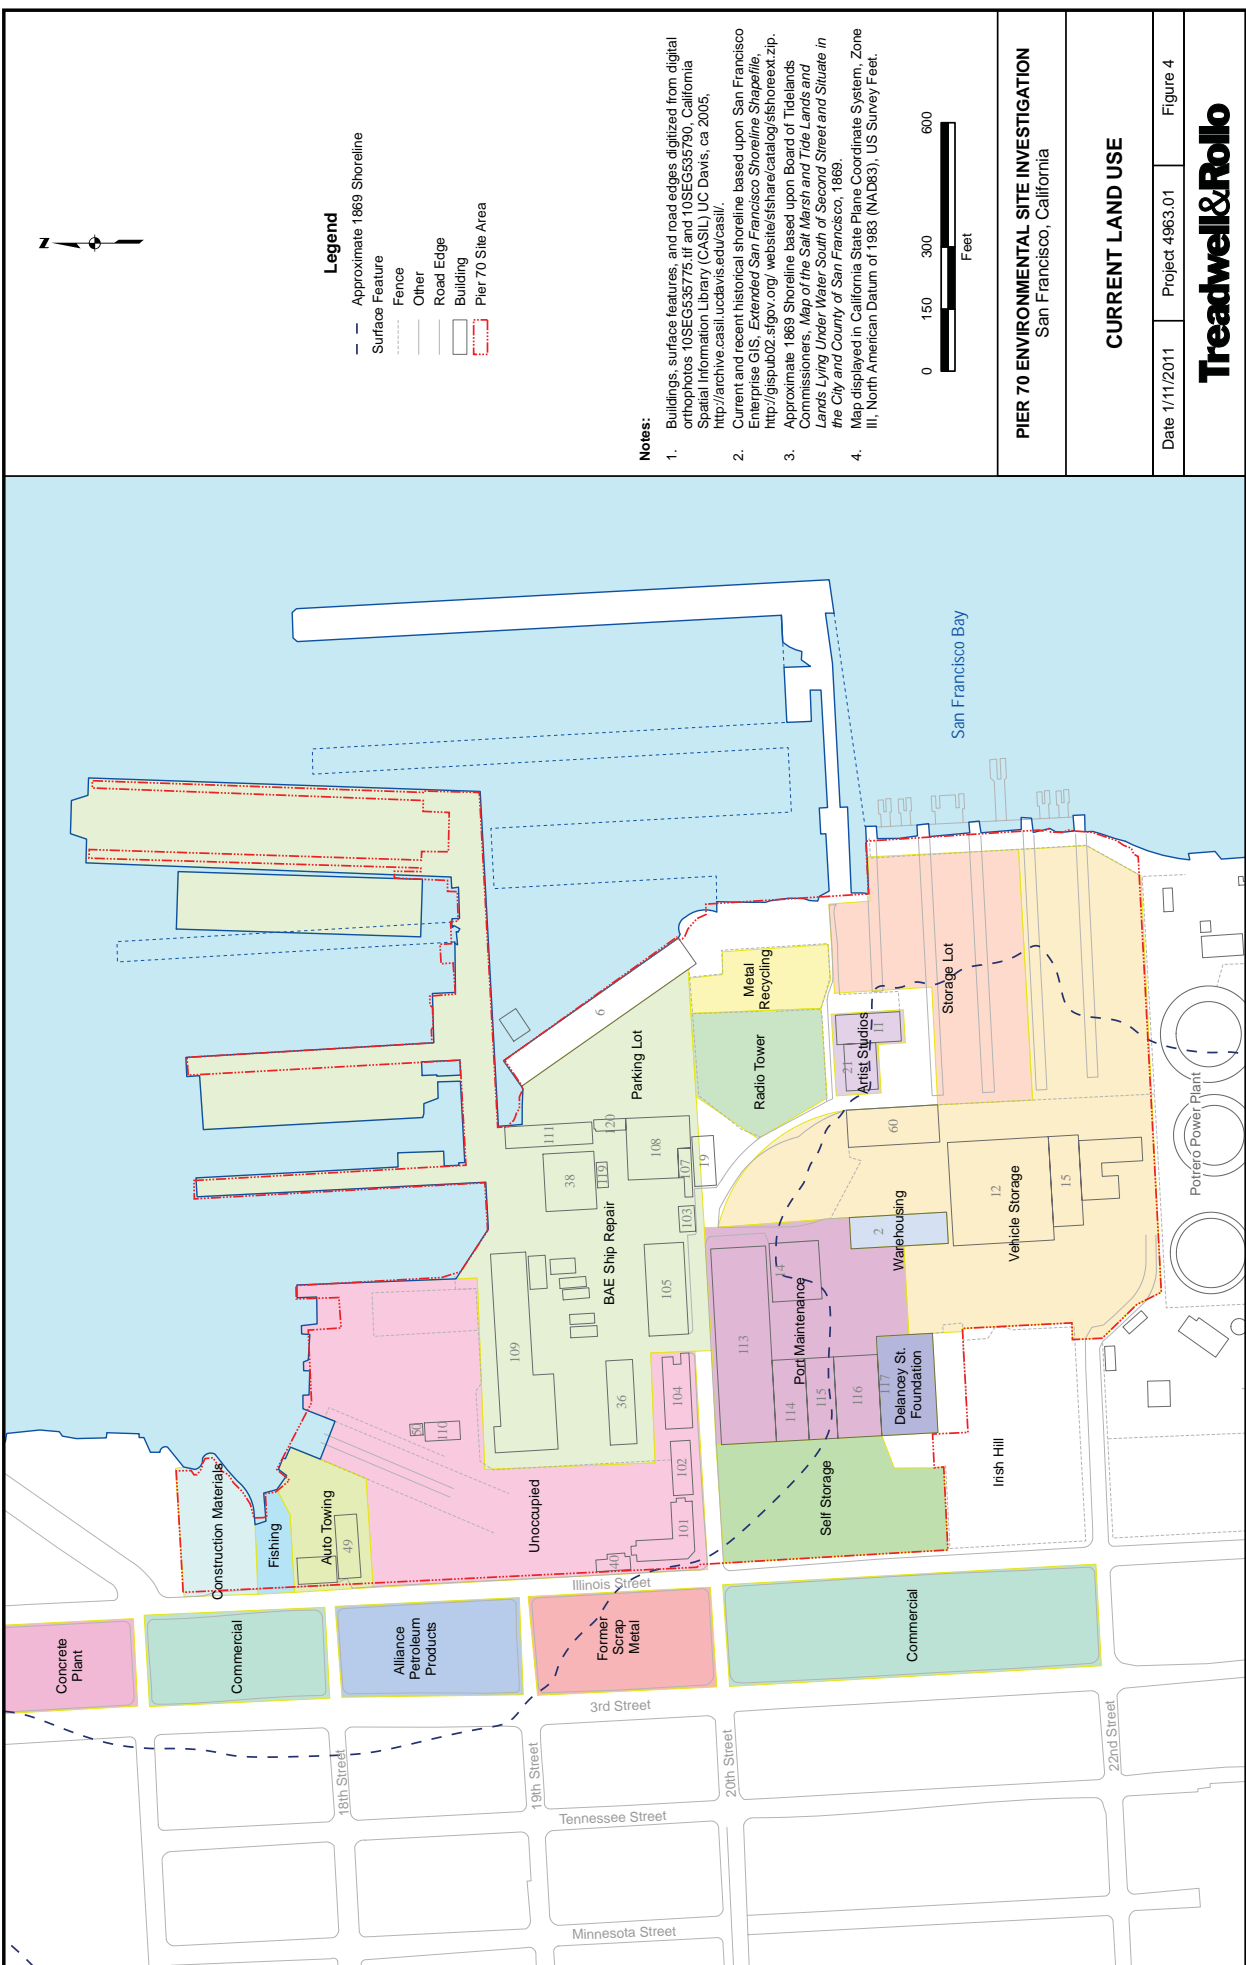 N
Legend
Approximate 1869 Shoreline
Surface Feature
Fence
Other
Road Edge
Building
Pier 70 Site Area
Notes:
1. Buildings, surface features, and road edges digitized from digital
orthophotos 10SEG535775.tif and 10SEG535790, California
Spatial Information Library (CASIL) UC Davis, ca 2005,
http://archive.casil.ucdavis.edu/casil/.
2. Current and recent historical shoreline based upon San Francisco
Enterprise GIS, Extended San Francisco Shoreline Shapefile,
http://gispub02.sfgov.org/ website/sfshare/catalog/sfshoreext.zip.
3. Approximate 1869 Shoreline based upon Board of Tidelands
Commissioners, Map of the Salt Marsh and Tide Lands and
Lands Lying Under Water South of Second Street and Situate in
the City and County of San Francisco, 1869.
4. Map displayed in California State Plane Coordinate System, Zone
III, North American Datum of 1983 (NAD83), US Survey Feet.
0 150 300 600
Feet
PIER 70 ENVIRONMENTAL SITE INVESTIGATION
San Francisco, California
CURRENT LAND USE
Date 1/11/2011 Project 4963.01 Figure 4
Treadwell&Rollo
San Francisco Bay
6
Parking Lot
Metal
Recycling
Radio Tower
11
21
Artist Studios
Storage Lot
Potrero Power Plant
111
120
38
119
108
107
19
103
BAE Ship Repair
105
109
36
60
12
15
Vehicle Storage
2
Warehousing
14
113
Port Maintenance
114
115
116
117
Delancey St.
Foundation
104
102
101
40
50
110
Unoccupied
Self Storage
Irish Hill
Construction Materials
Fishing
Auto Towing
49
Illinois Street
Concrete
Plant
Commercial
Alliance
Petroleum
Products
Former
Scrap
Metal
Commercial
3rd Street
18th Street
19th Street
20th Street
22nd Street
Tennessee Street
Minnesota Street